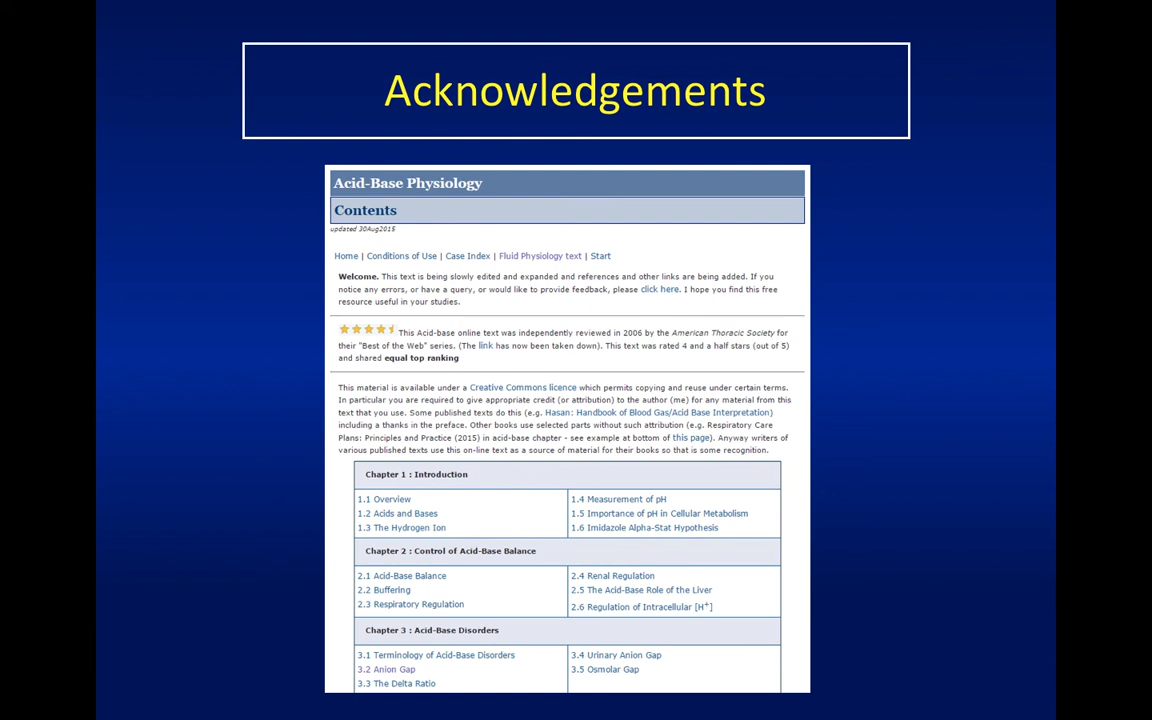 Acknowledgements
Acid-Base Physiology
Contents
updated 30Aug2015
Home | Conditions of Use | Case Index | Fluid Physiology text | Start
Welcome. This text is being slowly edited and expanded and references and other links are being added. If you
notice any errors, or have a query, or would like to provide feedback, please click here. I hope you find this free
resource useful in your studies.
This Acid-base online text was independently reviewed in 2006 by the American Thoracic Society for
their "Best of the Web" series. (The link has now been taken down). This text was rated 4 and a half stars (out of 5)
and shared equal top ranking
This material is available under a Creative Commons licence which permits copying and reuse under certain terms.
In particular you are required to give appropriate credit (or attribution) to the author (me) for any material from this
text that you use. Some published texts do this (e.g. Hasan: Handbook of Blood Gas/Acid Base Interpretation)
including a thanks in the preface. Other books use selected parts without such attribution (e.g. Respiratory Care
Plans: Principles and Practice (2015) in acid-base chapter - see example at bottom of this page). Anyway writers of
various published texts use this on-line text as a source of material for their books so that is some recognition.
Chapter 1 : Introduction
1.1 Overview
1.2 Acids and Bases
1.3 The Hydrogen Ion
1.4 Measurement of pH
1.5 Importance of pH in Cellular Metabolism
1.6 Imidazole Alpha-Stat Hypothesis
Chapter 2 : Control of Acid-Base Balance
2.1 Acid-Base Balance
2.2 Buffering
2.3 Respiratory Regulation
2.4 Renal Regulation
2.5 The Acid-Base Role of the Liver
2.6 Regulation of Intracellular [H+]
Chapter 3 : Acid-Base Disorders
3.1 Terminology of Acid-Base Disorders
3.2 Anion Gap
3.3 The Delta Ratio
3.4 Urinary Anion Gap
3.5 Osmolar Gap